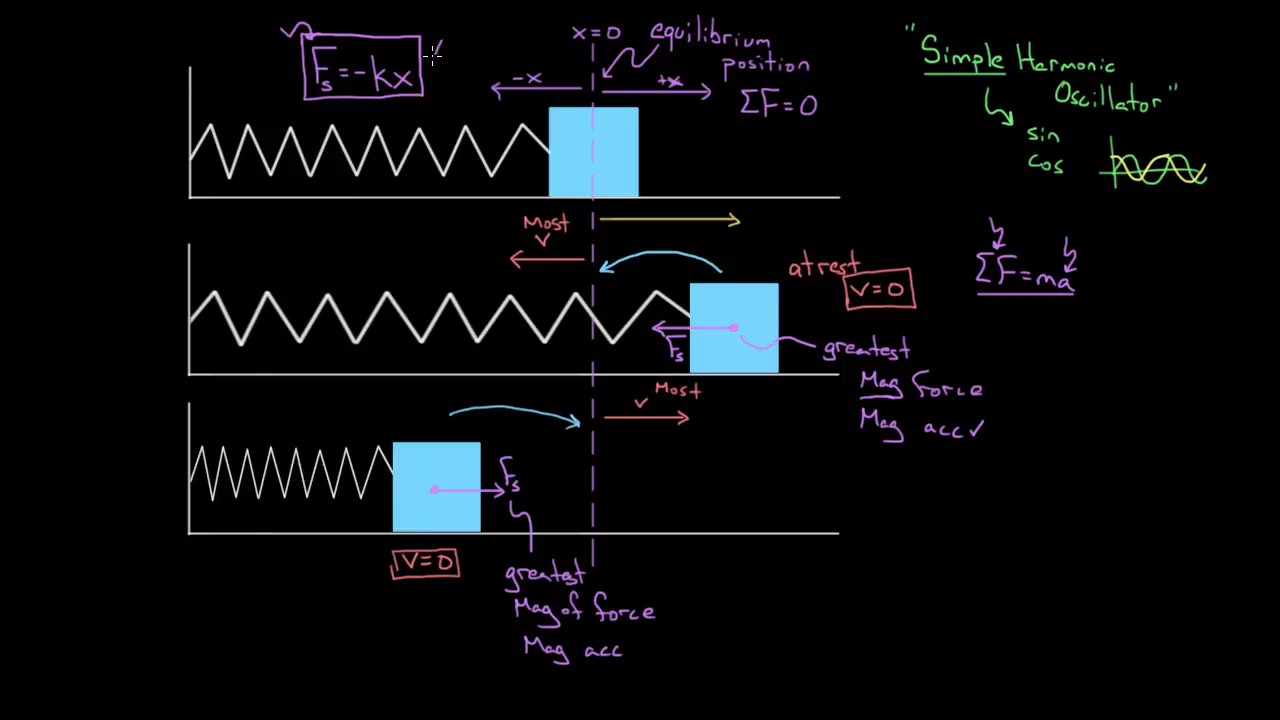 Fs = -kx
x=0
equilibrium
position
ΣF=0
-x
+x
"Simple Harmonic
Oscillator"
sin
cos
Most
v
at rest
v=0
ΣF=ma
Fs
greatest
Mag force
Mag acc ✓
v Most
Fs
V=0
greatest
Mag of force
Mag acc